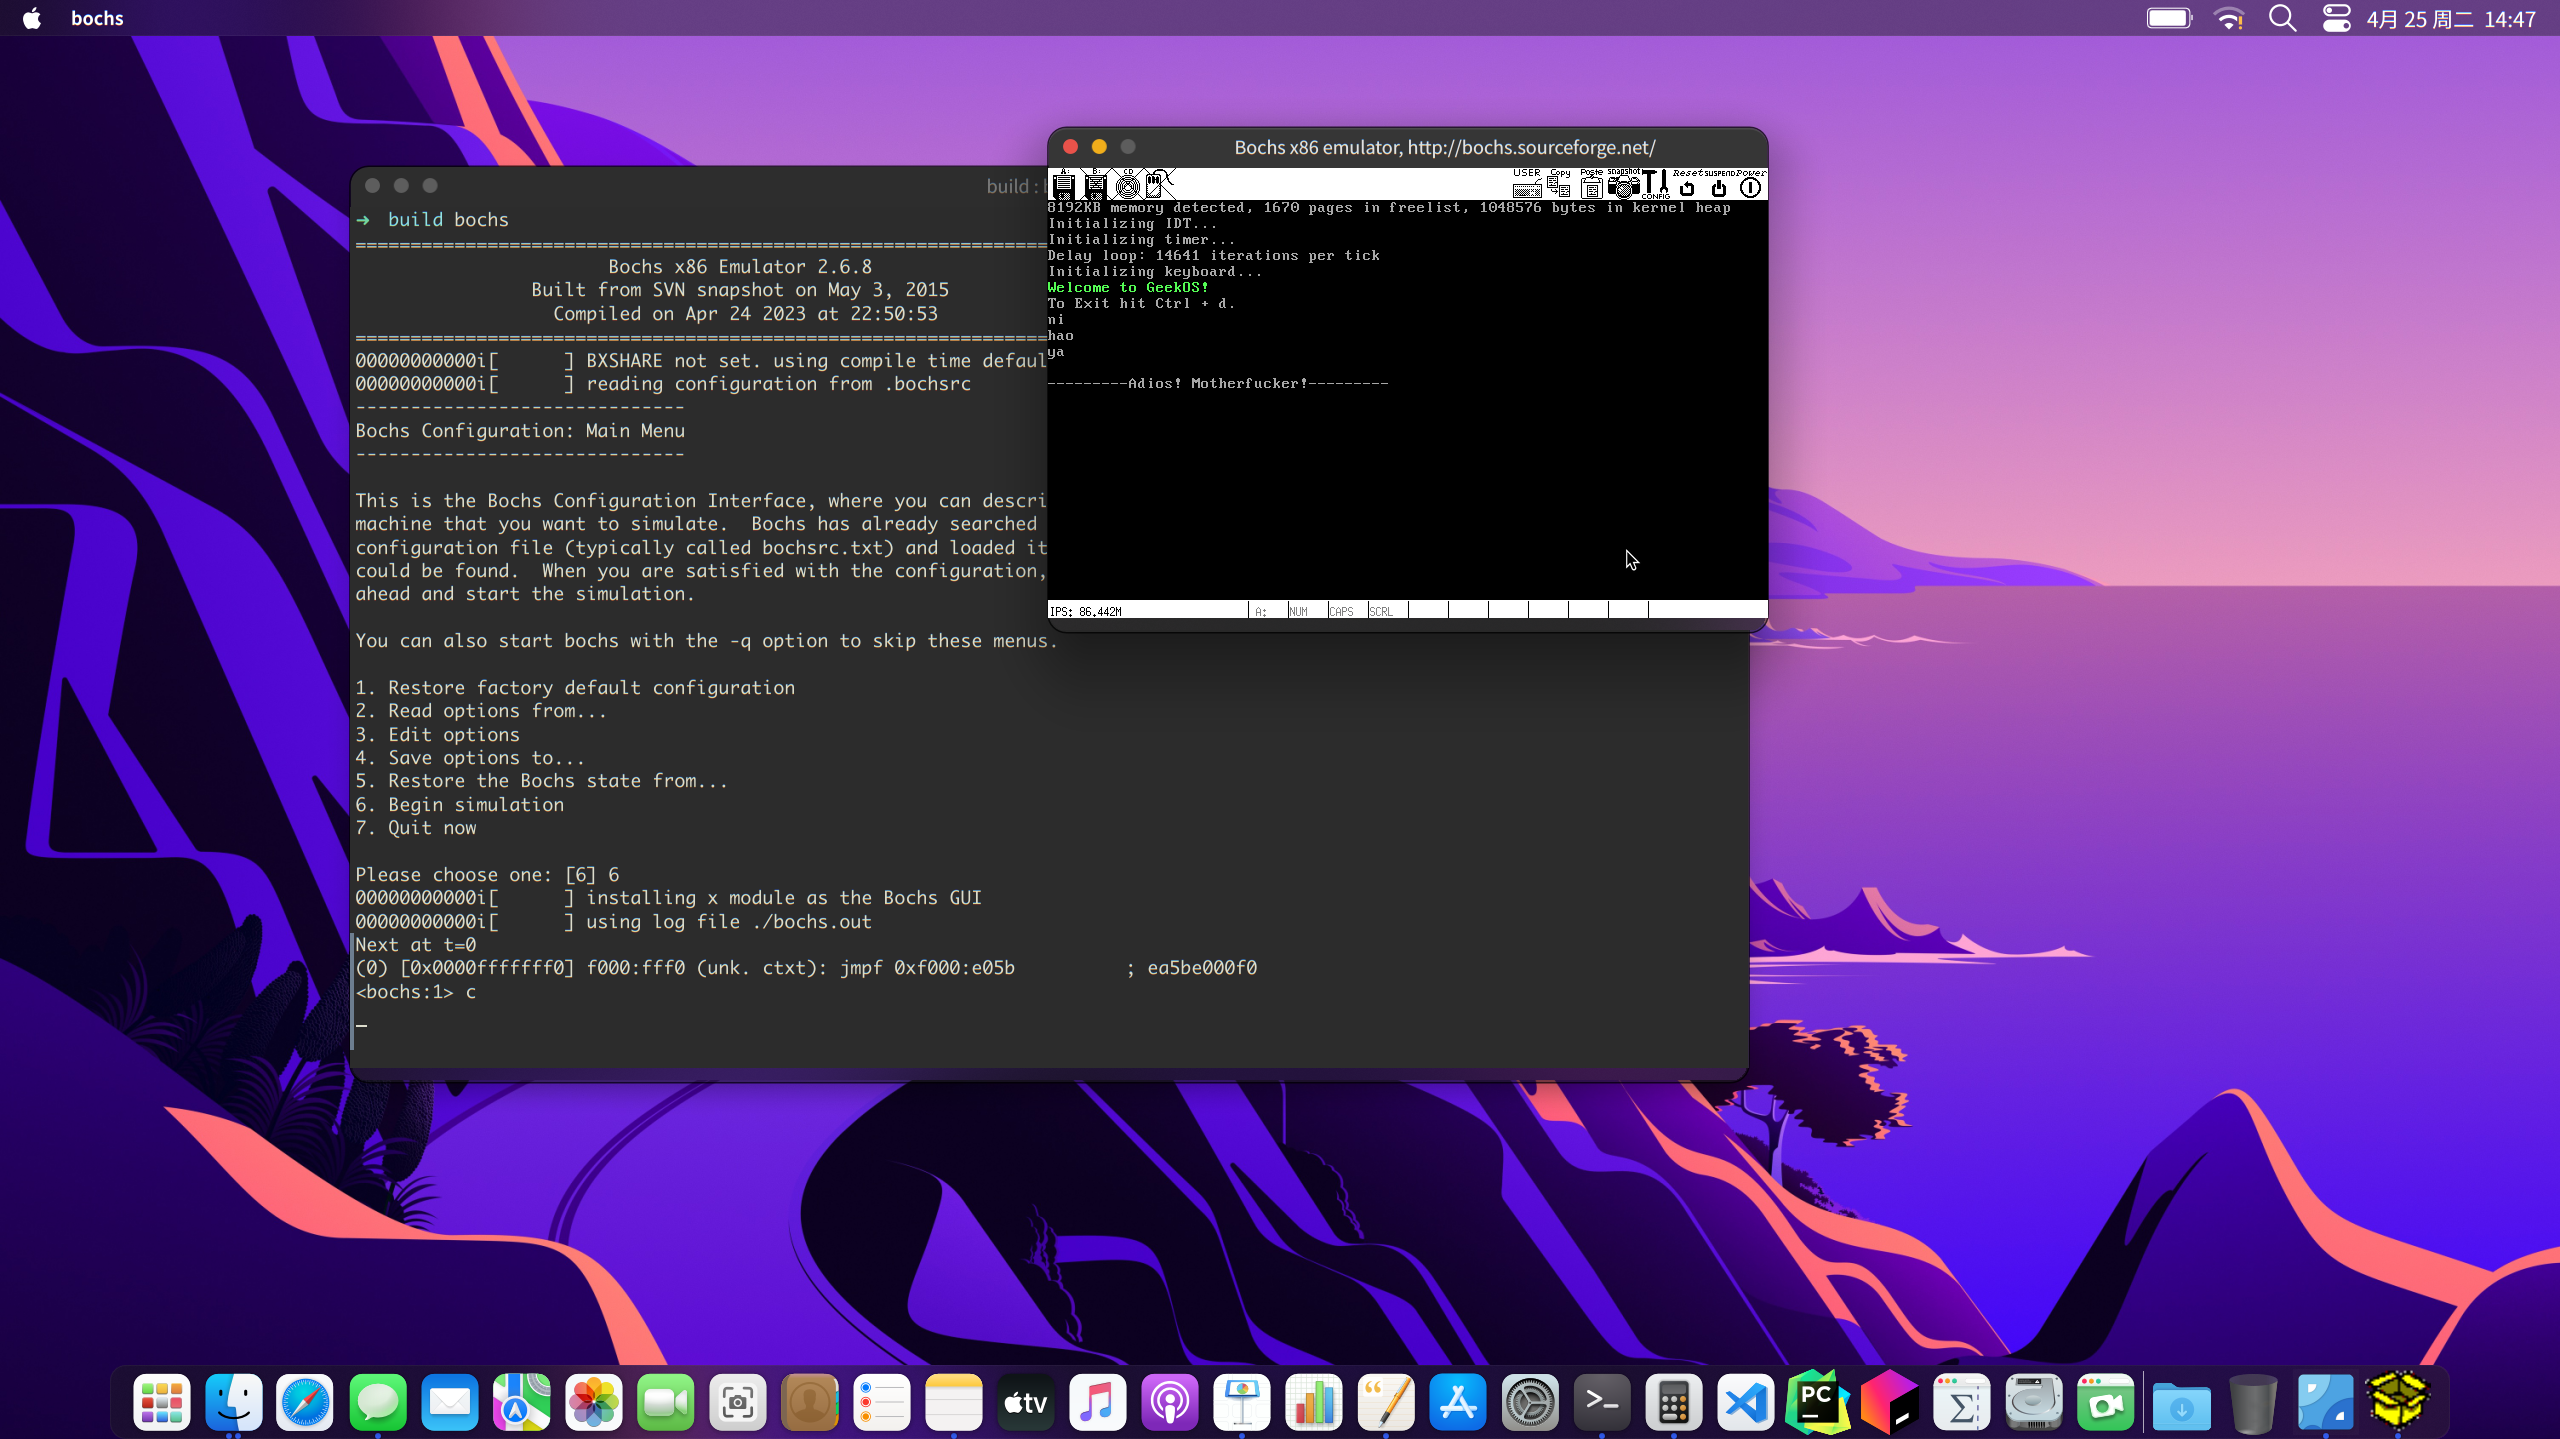 bochs
4月 25 周二 14:47
build :
→ build bochs
===============================================================
Bochs x86 Emulator 2.6.8
Built from SVN snapshot on May 3, 2015
Compiled on Apr 24 2023 at 22:50:53
===============================================================
00000000000i[      ] BXSHARE not set. using compile time defaul
00000000000i[      ] reading configuration from .bochsrc
------------------------------
Bochs Configuration: Main Menu
------------------------------
This is the Bochs Configuration Interface, where you can descri
machine that you want to simulate.  Bochs has already searched
configuration file (typically called bochsrc.txt) and loaded it
could be found.  When you are satisfied with the configuration,
ahead and start the simulation.
You can also start bochs with the -q option to skip these menus.
1. Restore factory default configuration
2. Read options from...
3. Edit options
4. Save options to...
5. Restore the Bochs state from...
6. Begin simulation
7. Quit now
Please choose one: [6] 6
00000000000i[      ] installing x module as the Bochs GUI
00000000000i[      ] using log file ./bochs.out
Next at t=0
(0) [0x0000fffffff0] f000:fff0 (unk. ctxt): jmpf 0xf000:e05b          ; ea5be000f0
<bochs:1> c
Bochs x86 emulator, http://bochs.sourceforge.net/
A: B: CD USER Copy Paste snapshot CONFIG Reset SUSPEND Power
8192KB memory detected, 1670 pages in freelist, 1048576 bytes in kernel heap
Initializing IDT...
Initializing timer...
Delay loop: 14641 iterations per tick
Initializing keyboard...
Welcome to GeekOS!
To Exit hit Ctrl + d.
ni
hao
ya
---------Adios! Motherfucker!---------
IPS: 86.442M A: NUM CAPS SCRL
tv
PC